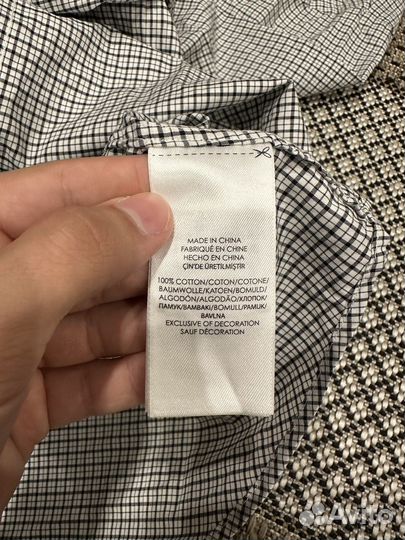 MADE IN CHINA
FABRIQUÉ EN CHINE
HECHO EN CHINA
ÇIN'DE ÜRETILMIŞTIR
100% COTTON/COTON/COTONE/
BAUMWOLLE/KATOEN/BOMULD/
ALGODÓN/ALGODÃO/ХЛОПОК/
ПАМУК/BAMBAKI/BOMULL/PAMUK/
BAVLNA
EXCLUSIVE OF DECORATION
SAUF DÉCORATION
Avito